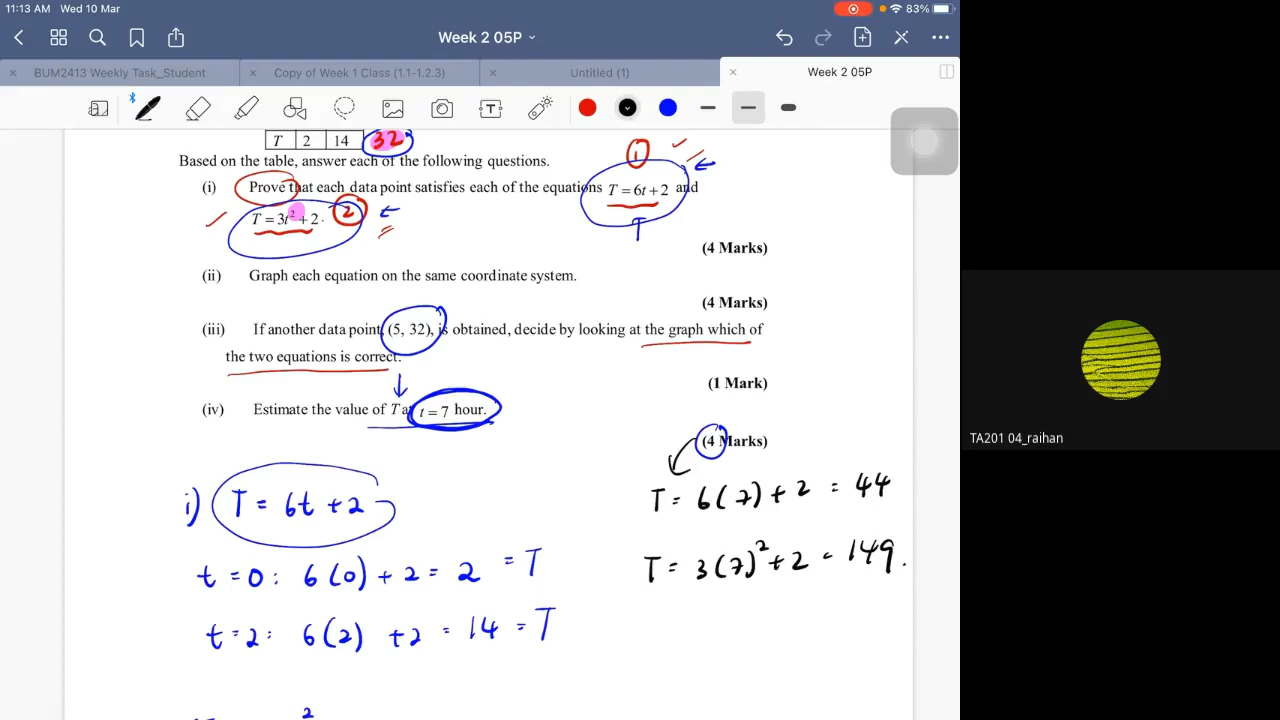 11:13 AM Wed 10 Mar
83%
Week 2 05P
BUM2413 Weekly Task_Student
Copy of Week 1 Class (1.1-1.2.3)
Untitled (1)
Week 2 05P
T 2 14 32
Based on the table, answer each of the following questions.
(i) Prove that each data point satisfies each of the equations T = 6t + 2 and
1
T = 3t² + 2.
2
(4 Marks)
(ii) Graph each equation on the same coordinate system.
(4 Marks)
(iii) If another data point, (5, 32), is obtained, decide by looking at the graph which of
the two equations is correct.
(1 Mark)
(iv) Estimate the value of T at t = 7 hour.
(4 Marks)
i) T = 6t + 2
t = 0 : 6(0) + 2 = 2 = T
t = 2 : 6(2) + 2 = 14 = T
T = 6(7) + 2 = 44
T = 3(7)² + 2 = 149.
TA201 04_raihan